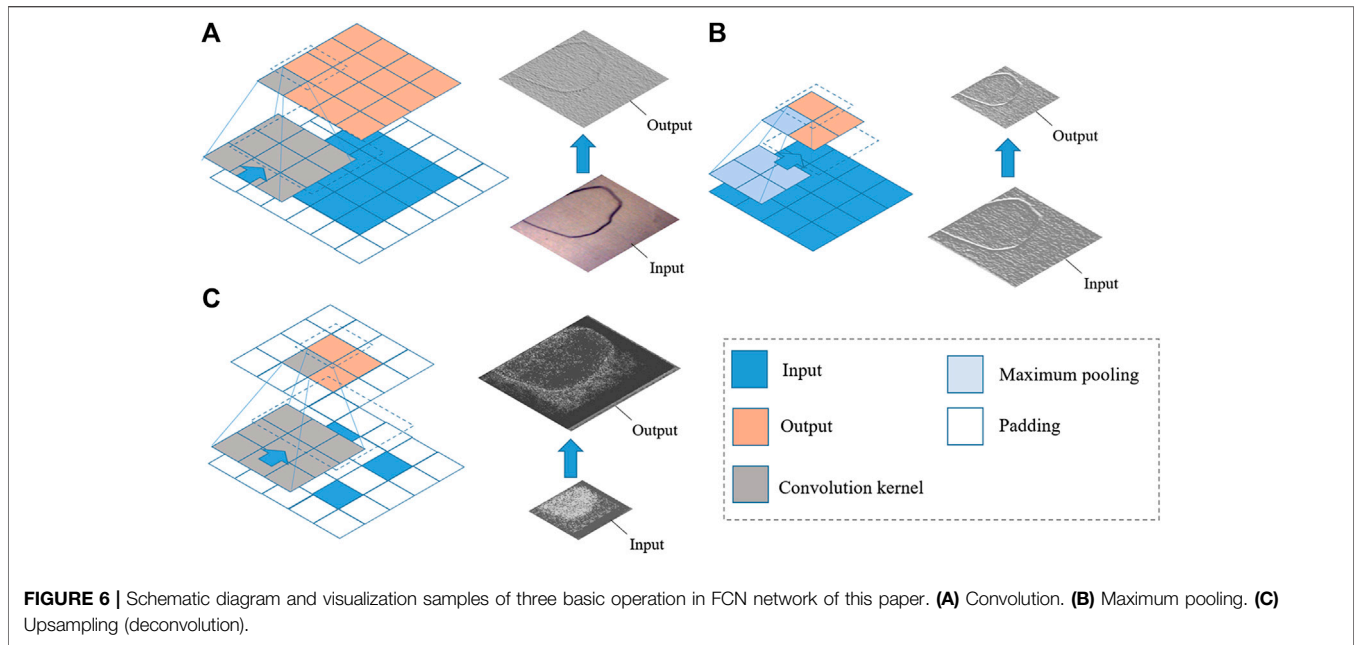 A
Output
Input
B
Output
Input
C
Output
Input
Input
Output
Convolution kernel
Maximum pooling
Padding
FIGURE 6 | Schematic diagram and visualization samples of three basic operation in FCN network of this paper. (A) Convolution. (B) Maximum pooling. (C)
Upsampling (deconvolution).